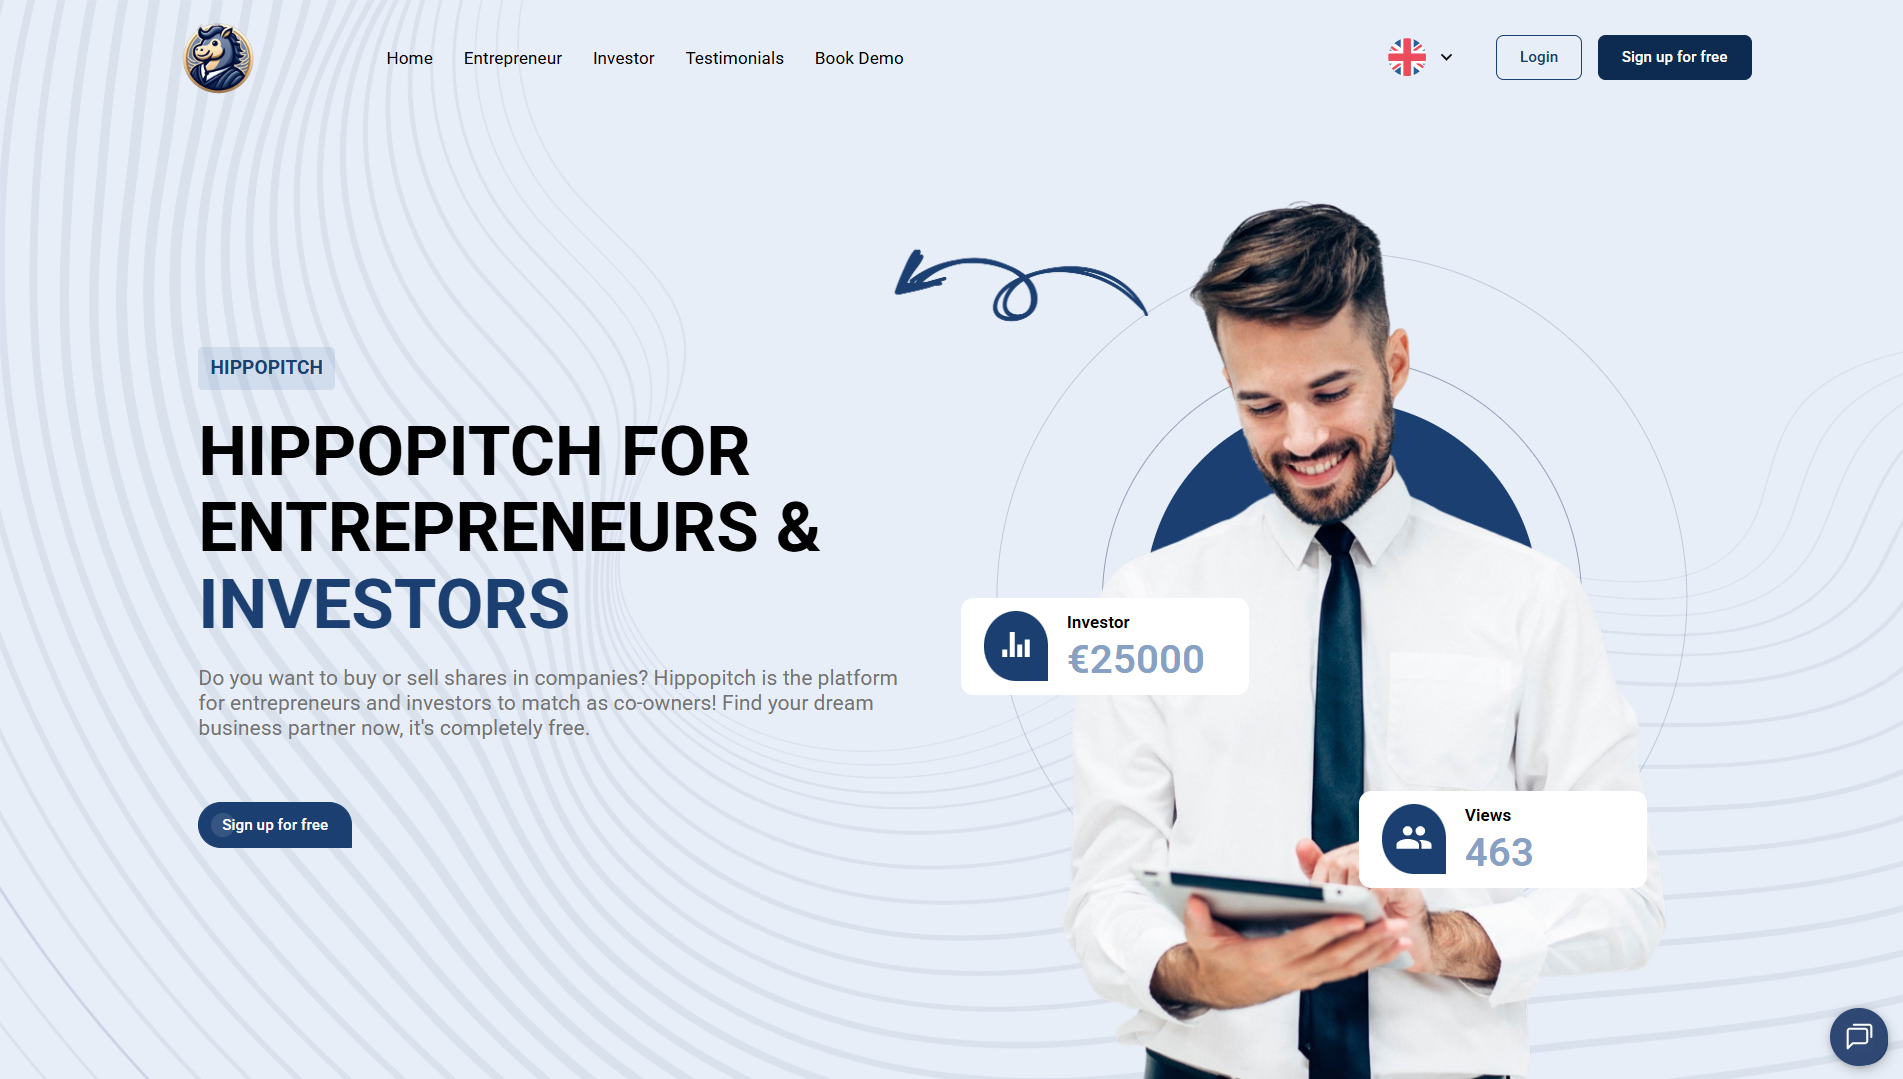 Home
Entrepreneur
Investor
Testimonials
Book Demo
Login
Sign up for free
HIPPOPITCH
HIPPOPITCH FOR
ENTREPRENEURS &
INVESTORS
Do you want to buy or sell shares in companies? Hippopitch is the platform
for entrepreneurs and investors to match as co-owners! Find your dream
business partner now, it's completely free.
Sign up for free
Investor
€25000
Views
463